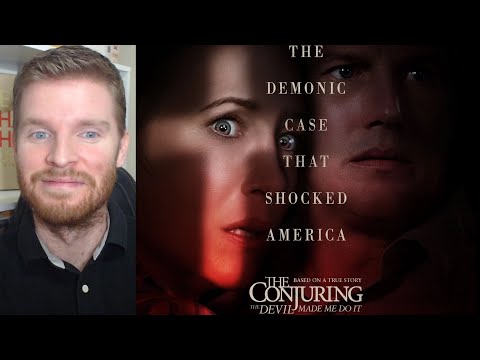 THE
DEMONIC
CASE
THAT
SHOCKED
AMERICA
BASED ON A TRUE STORY
THE
CONJURING
THE DEVIL MADE ME DO IT